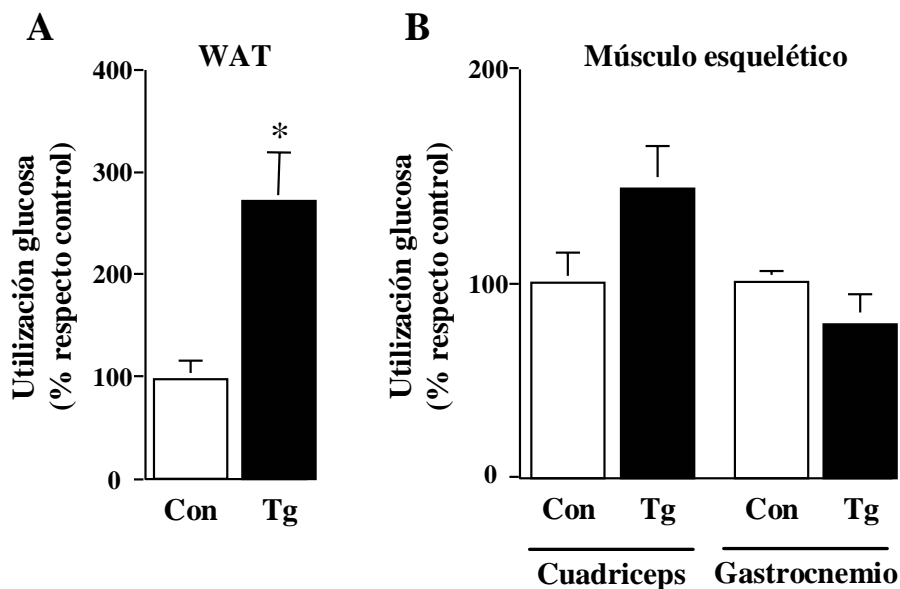 A
WAT
Utilización glucosa
(% respecto control)
400
300
200
100
0
*
Con Tg
B
Músculo esquelético
Utilización glucosa
(% respecto control)
200
100
0
Con Tg Con Tg
Cuadriceps Gastrocnemio